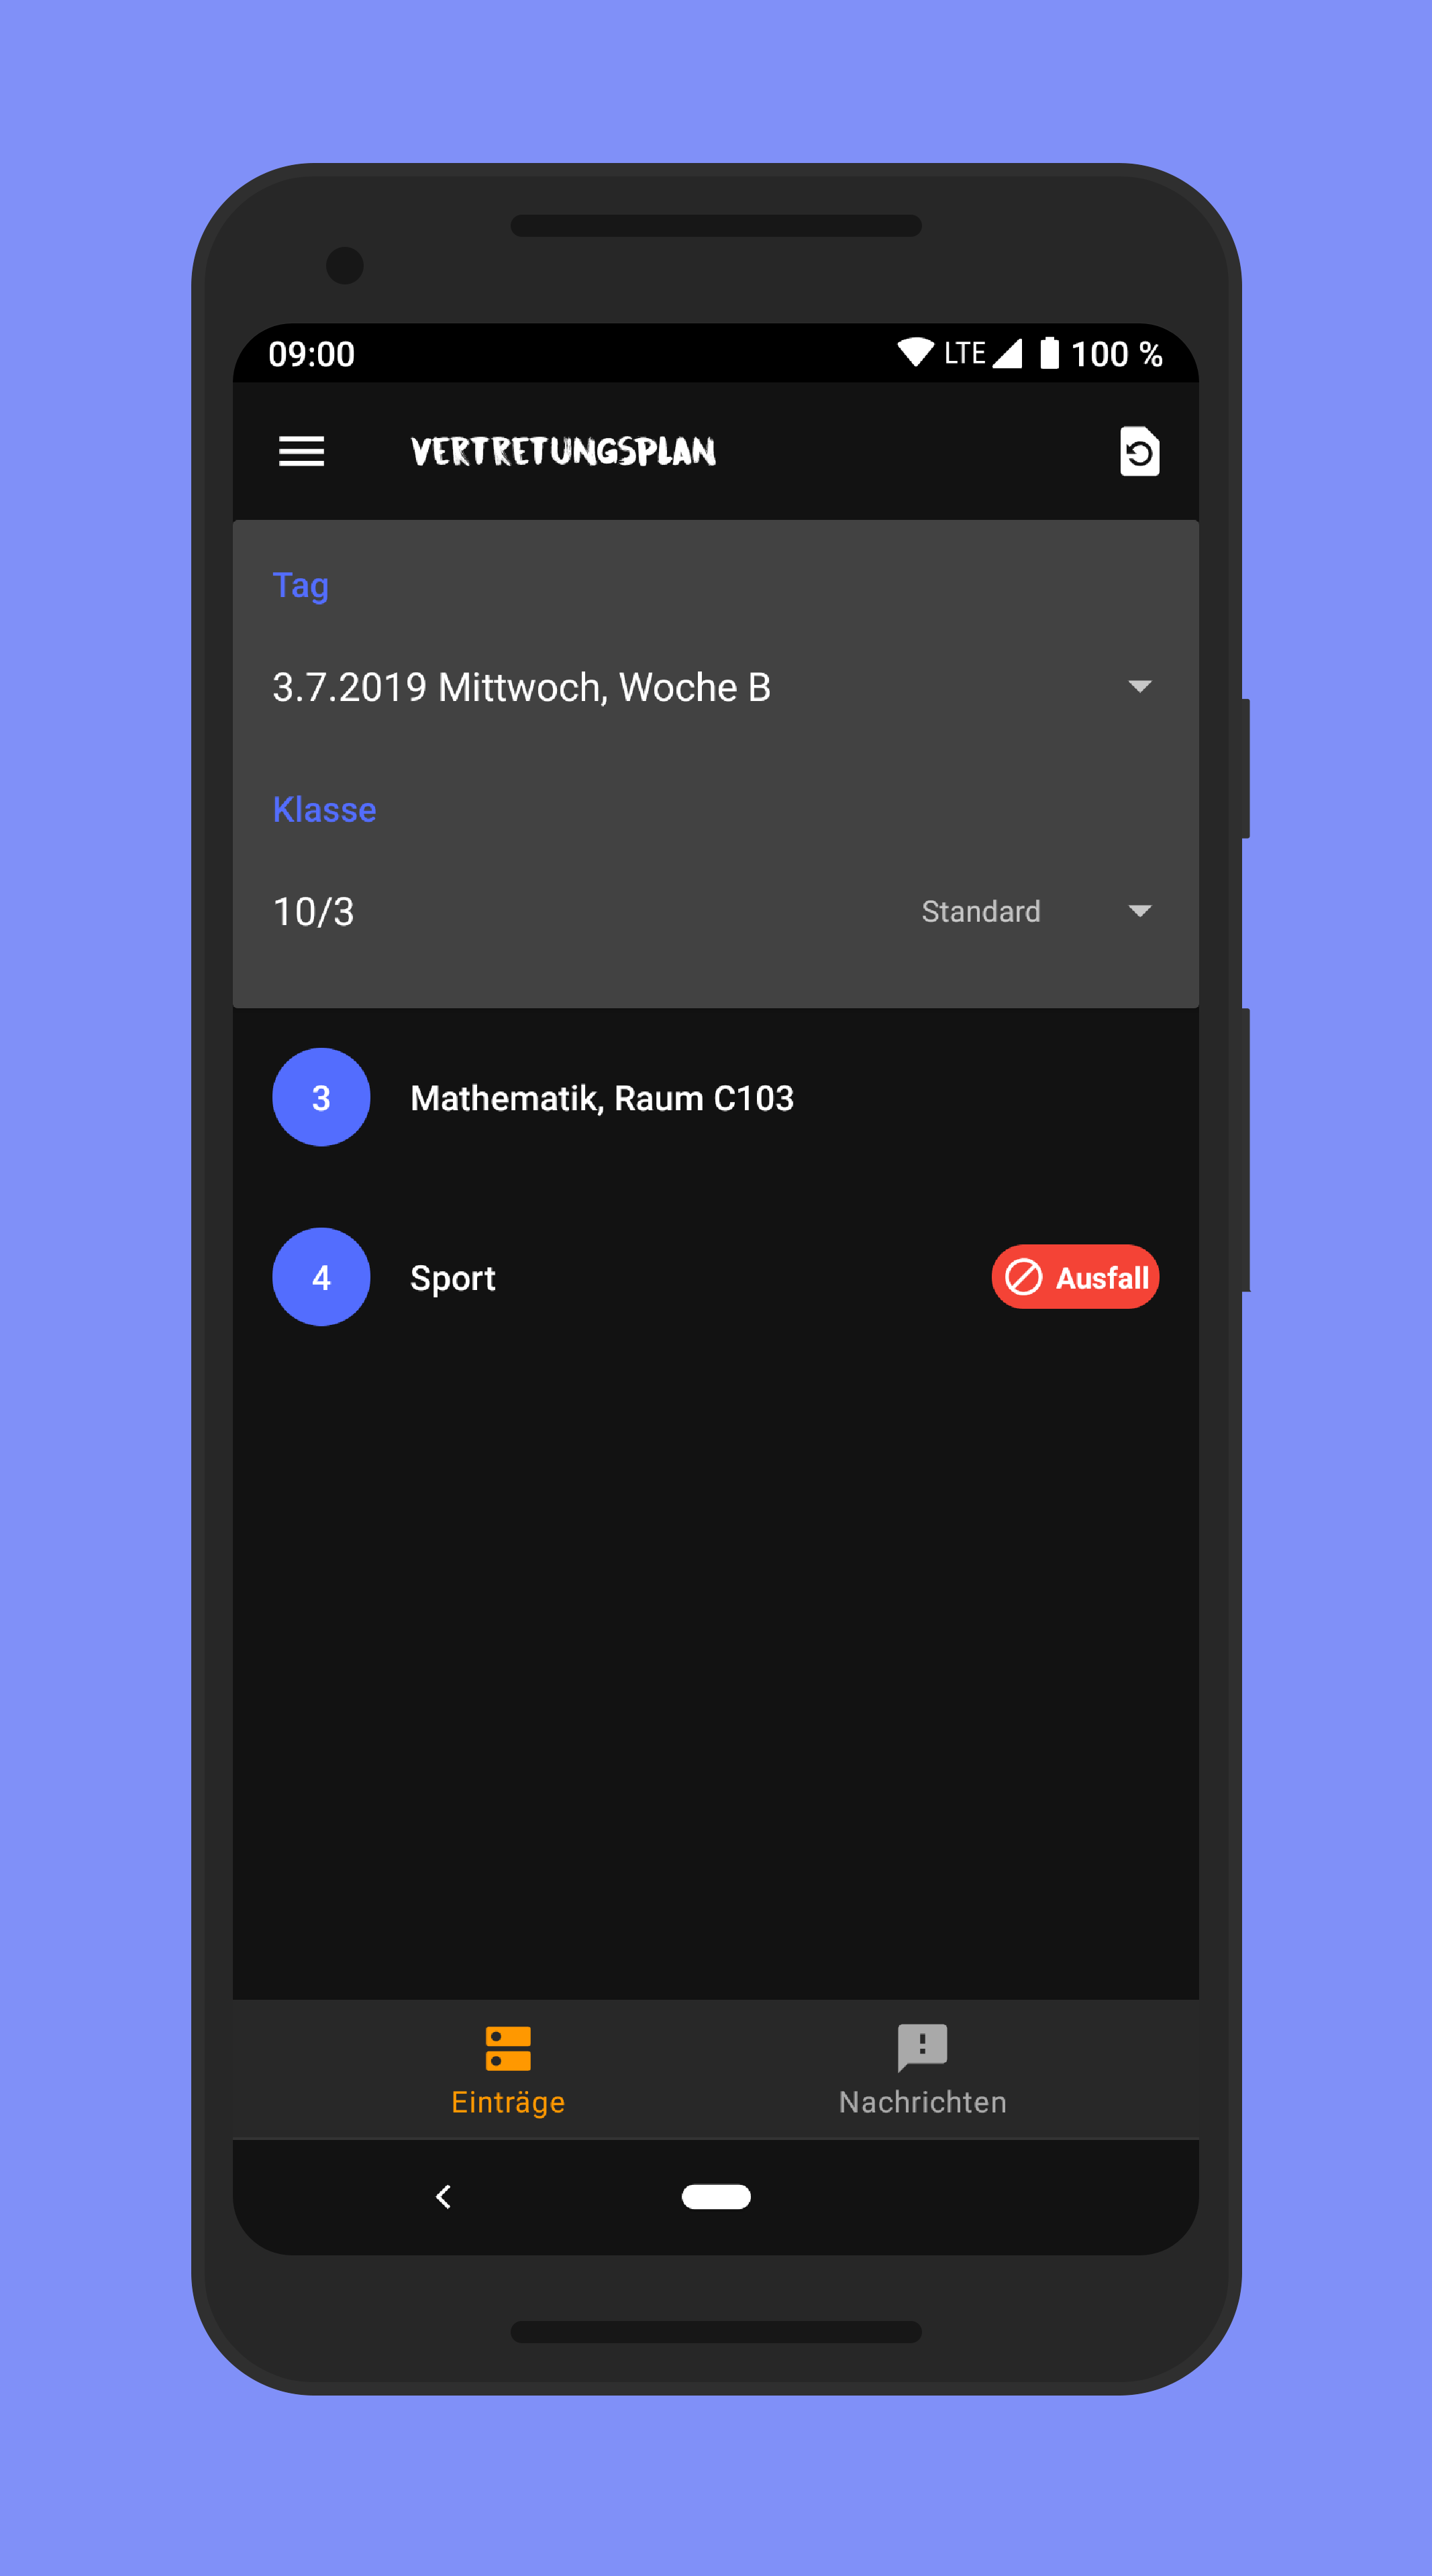 09:00 LTE 100 %
VERTRETUNGSPLAN
Tag
3.7.2019 Mittwoch, Woche B
Klasse
10/3 Standard
3 Mathematik, Raum C103
4 Sport Ausfall
Einträge Nachrichten